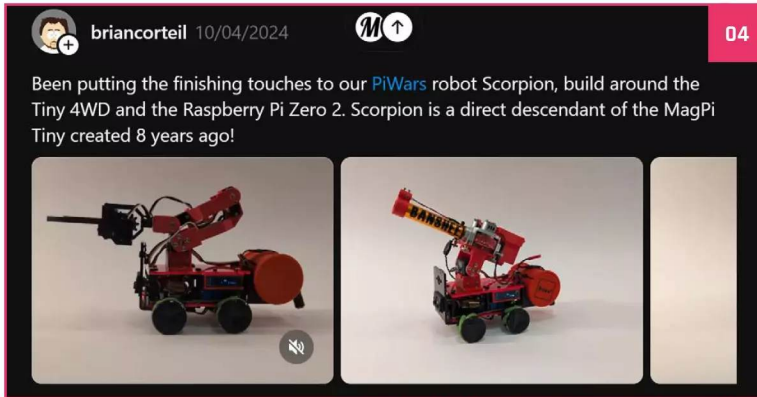 briancorteil 10/04/2024
M
04
Been putting the finishing touches to our PiWars robot Scorpion, build around the
Tiny 4WD and the Raspberry Pi Zero 2. Scorpion is a direct descendant of the MagPi
Tiny created 8 years ago!
BANSHEE